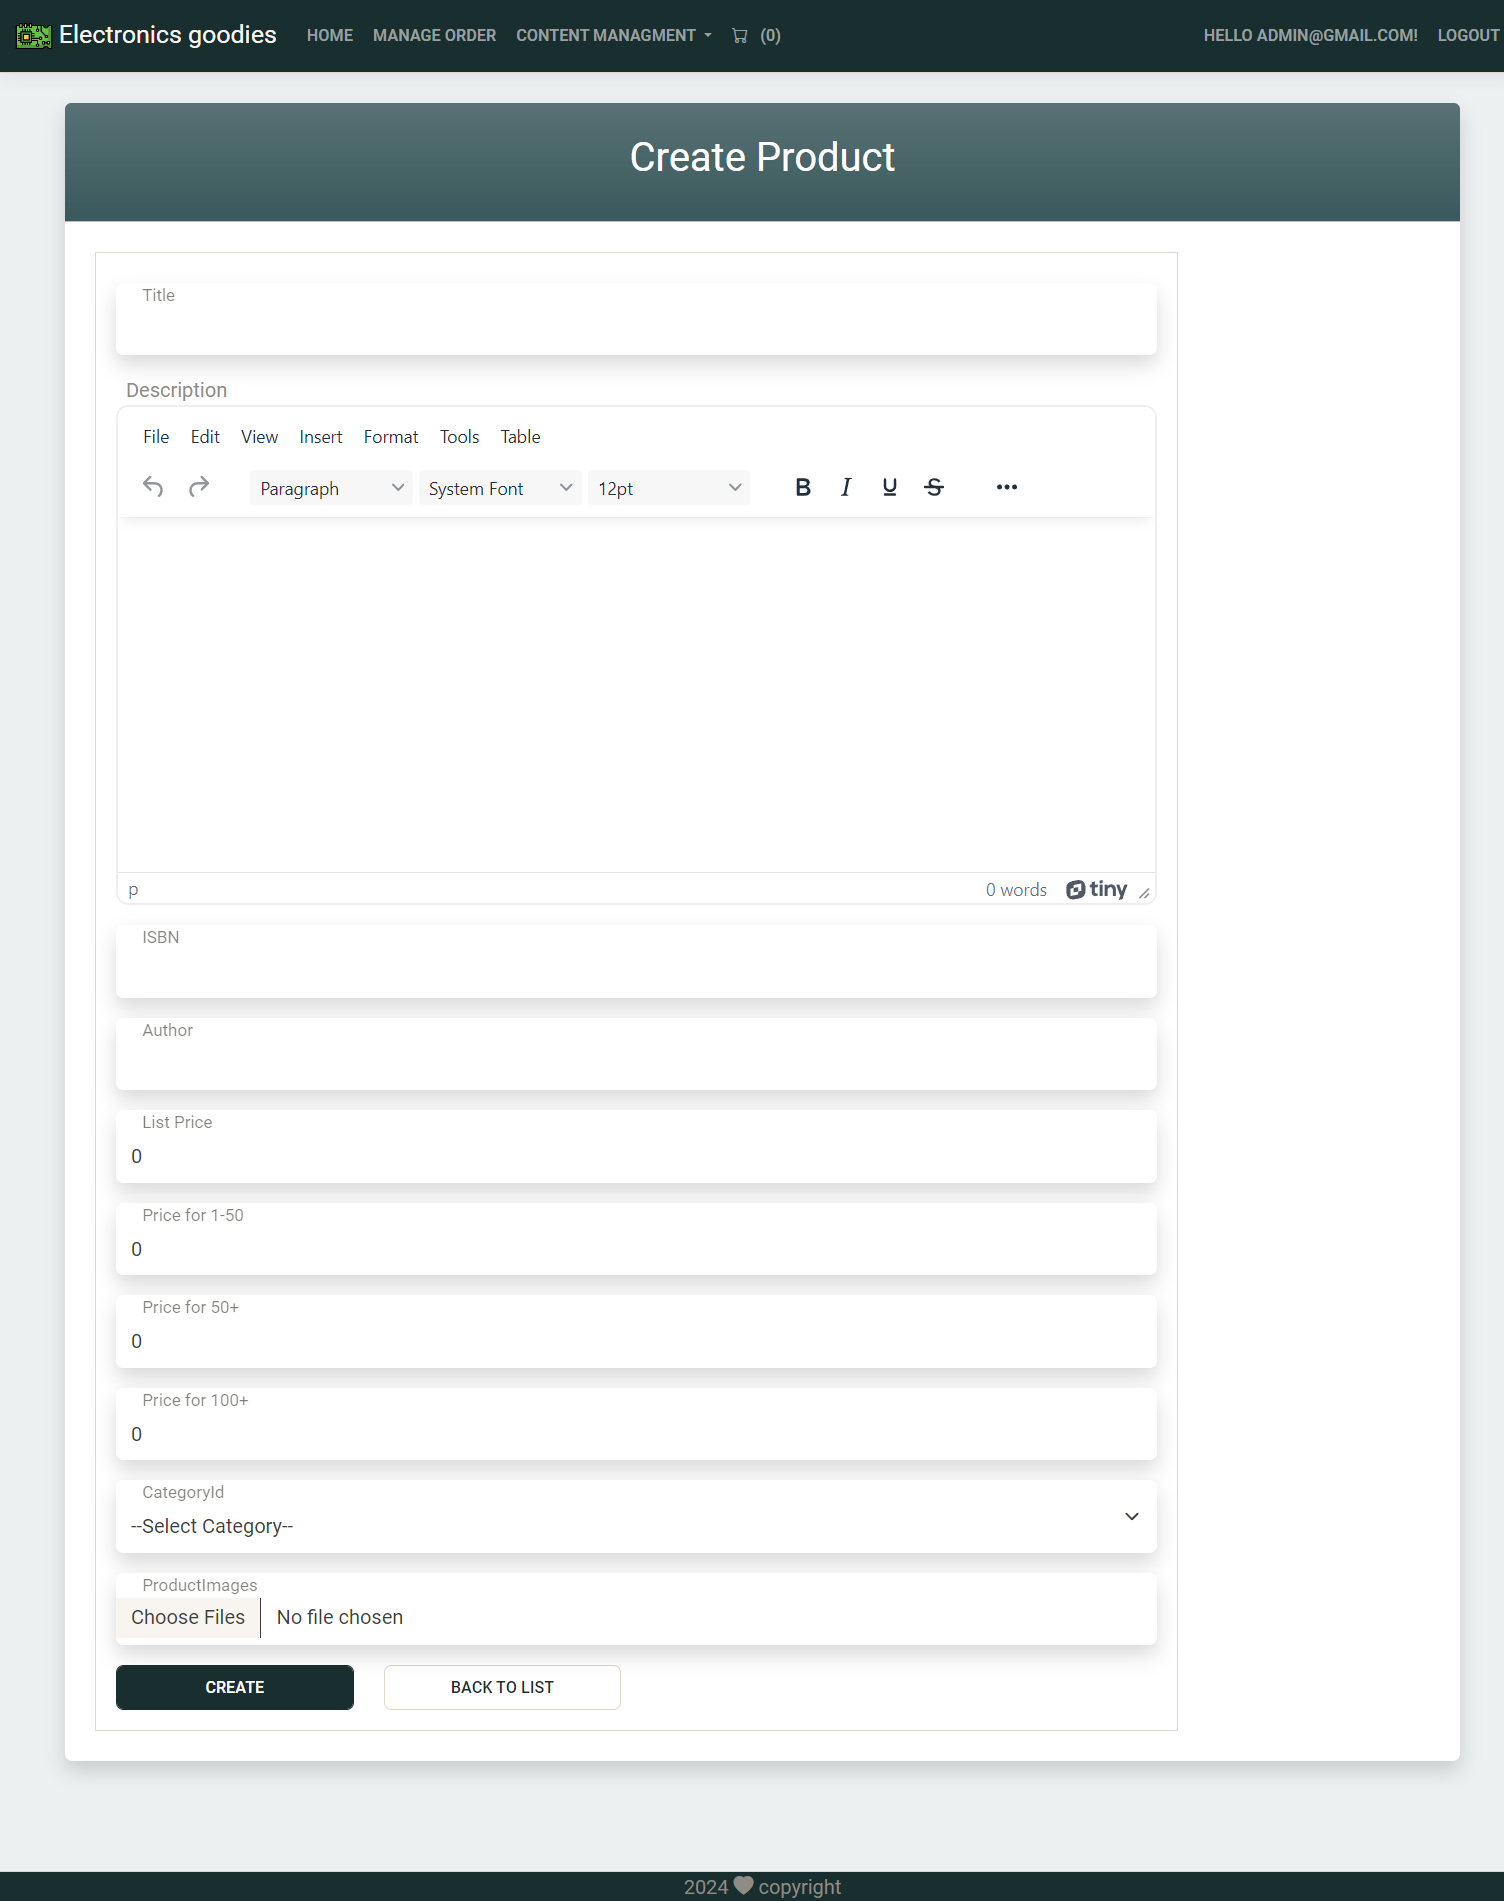 Electronics goodies HOME MANAGE ORDER CONTENT MANAGMENT (0) HELLO ADMIN@GMAIL.COM! LOGOUT
Create Product
Title
Description
File Edit View Insert Format Tools Table
Paragraph System Font 12pt B I U S
p 0 words tiny
ISBN
Author
List Price
0
Price for 1-50
0
Price for 50+
0
Price for 100+
0
CategoryId
--Select Category--
ProductImages
Choose Files No file chosen
CREATE BACK TO LIST
2024 copyright